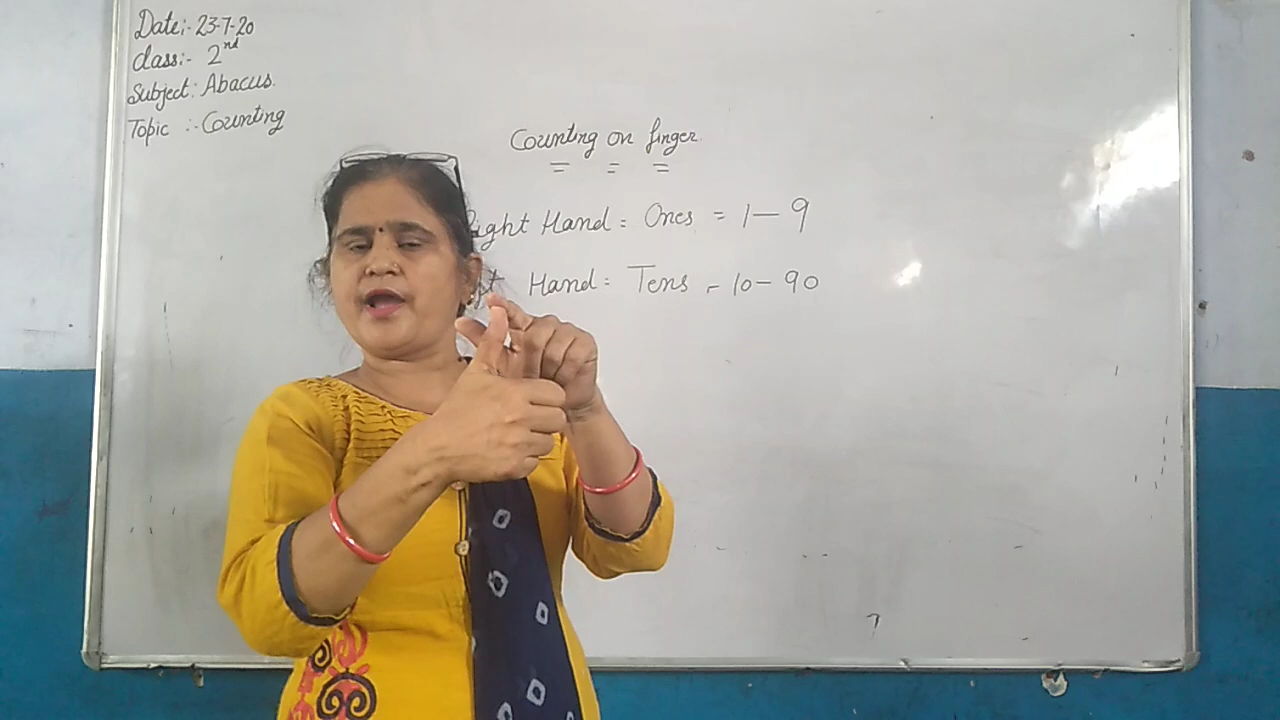 Date:- 23-7-20
class:- 2nd
Subject: Abacus.
Topic :- Counting
Counting on finger.
Right Hand = Ones = 1 — 9
Hand = Tens - 10 - 90